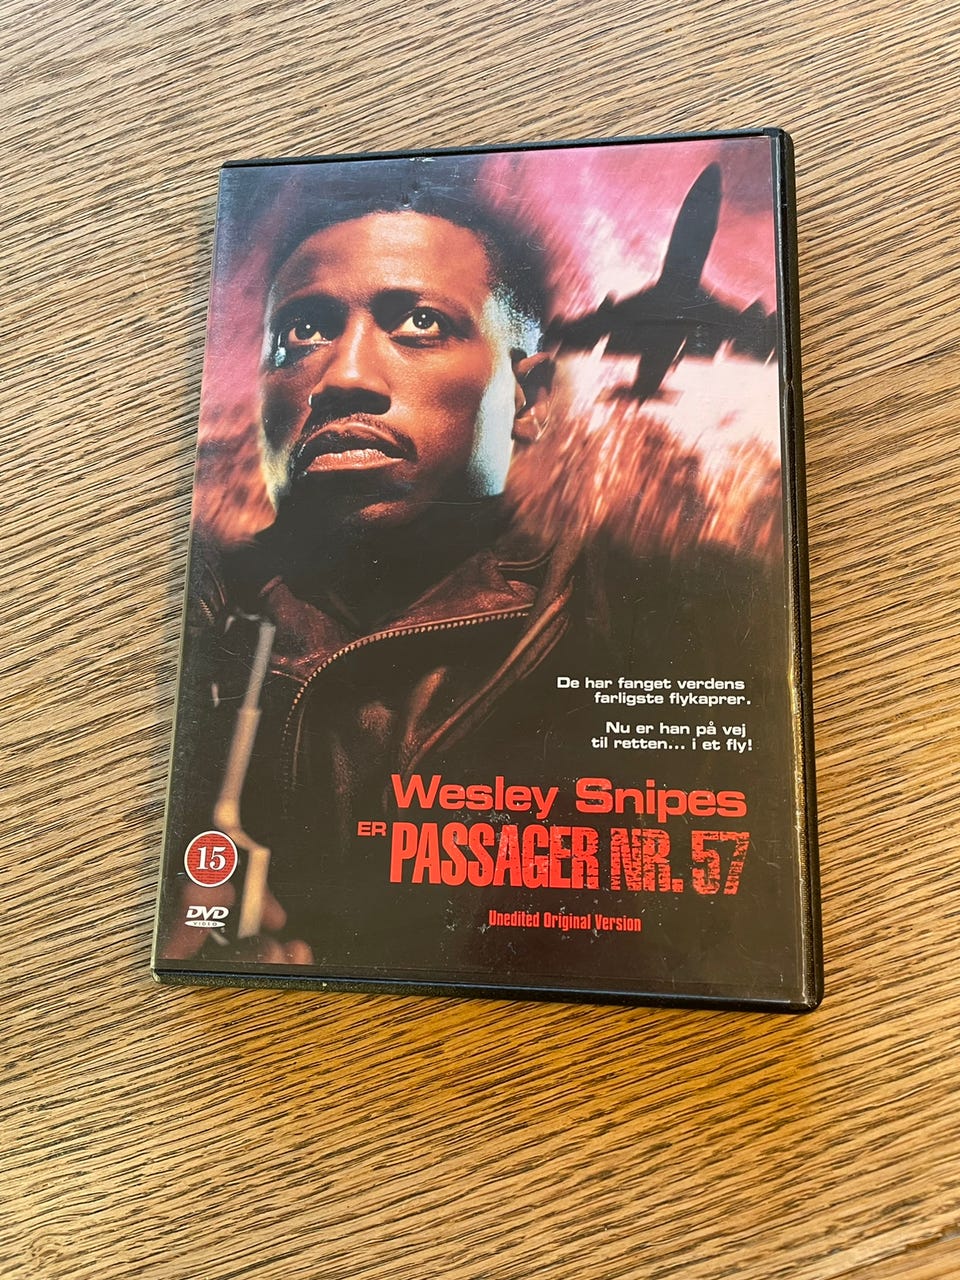 De har fanget verdens
farligste flykaprer.
Nu er han på vej
til retten... i et fly!
Wesley Snipes
ER PASSAGER NR. 57
Unedited Original Version
15
DVD
VIDEO